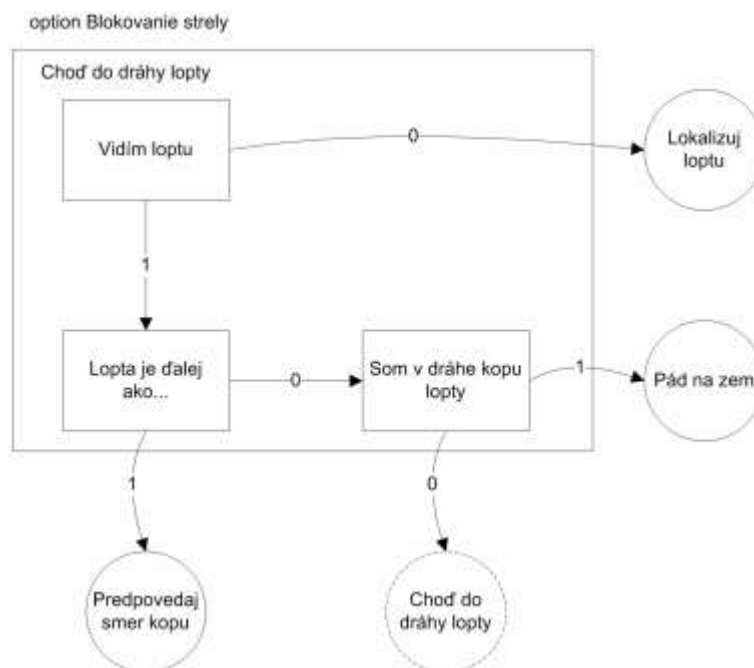 option Blokovanie strely
Choď do dráhy lopty
Vidím loptu
0
Lokalizuj
loptu
1
Lopta je ďalej
ako...
0
Som v dráhe kopu
lopty
1
Pád na zem
1
0
Predpovedaj
smer kopu
Choď do
dráhy lopty